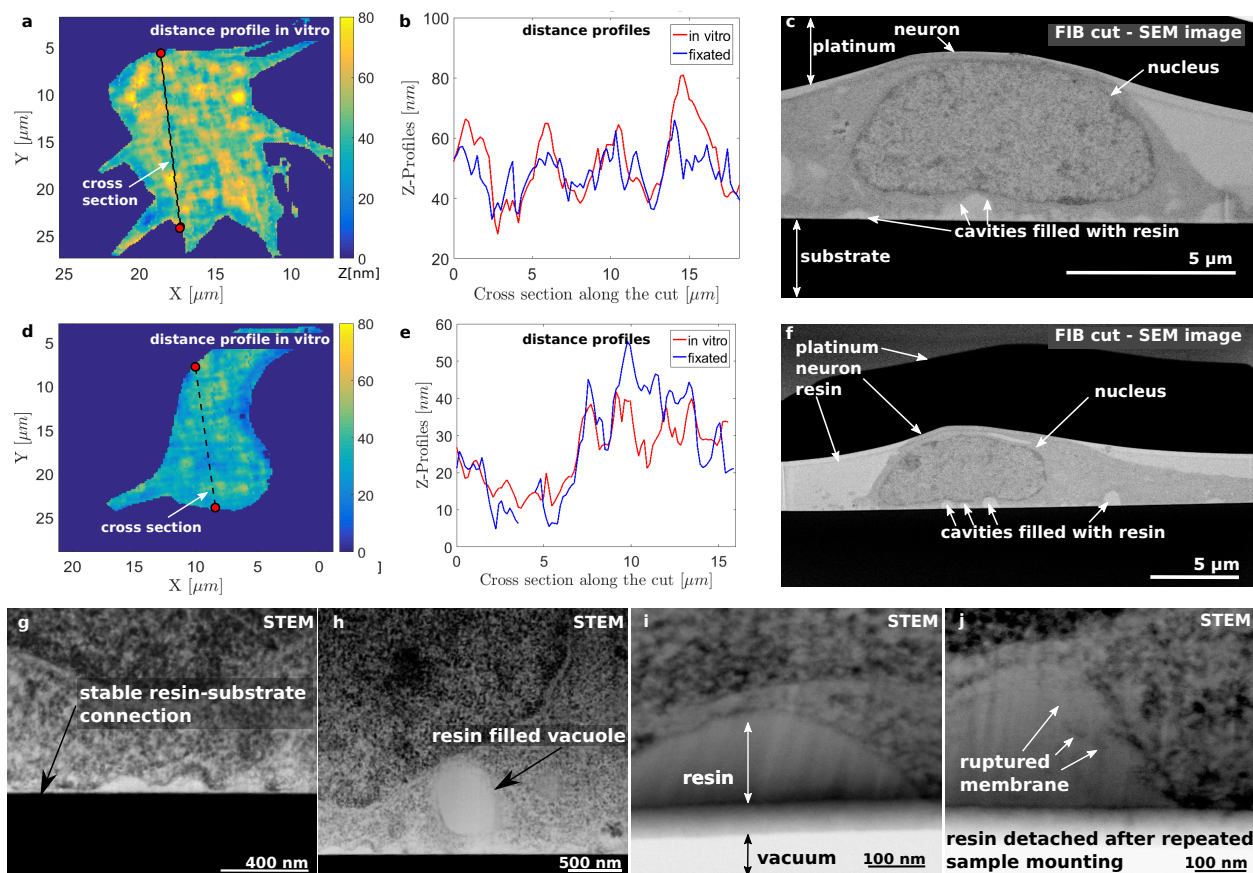 a
distance profile in vitro
cross
section
5
10
15
20
25
Y [μm]
25
20
15
10
X [μm]
80
60
40
20
0
Z[nm]
b
distance profiles
in vitro
fixated
100
80
60
40
20
Z-Profiles [nm]
0
5
10
15
Cross section along the cut [μm]
c
FIB cut - SEM image
platinum
neuron
nucleus
cavities filled with resin
substrate
5 μm
d
distance profile in vitro
cross section
5
10
15
20
25
Y [μm]
20
15
10
5
0
X [μm]
80
60
40
20
0
]
e
distance profiles
in vitro
fixated
60
50
40
30
20
10
0
Z-Profiles [nm]
0
5
10
15
Cross section along the cut [μm]
f
FIB cut - SEM image
platinum
neuron
resin
nucleus
cavities filled with resin
5 μm
g
STEM
stable resin-substrate
connection
400 nm
h
STEM
resin filled vacuole
500 nm
i
STEM
resin
vacuum
100 nm
j
STEM
ruptured
membrane
resin detached after repeated
sample mounting
100 nm